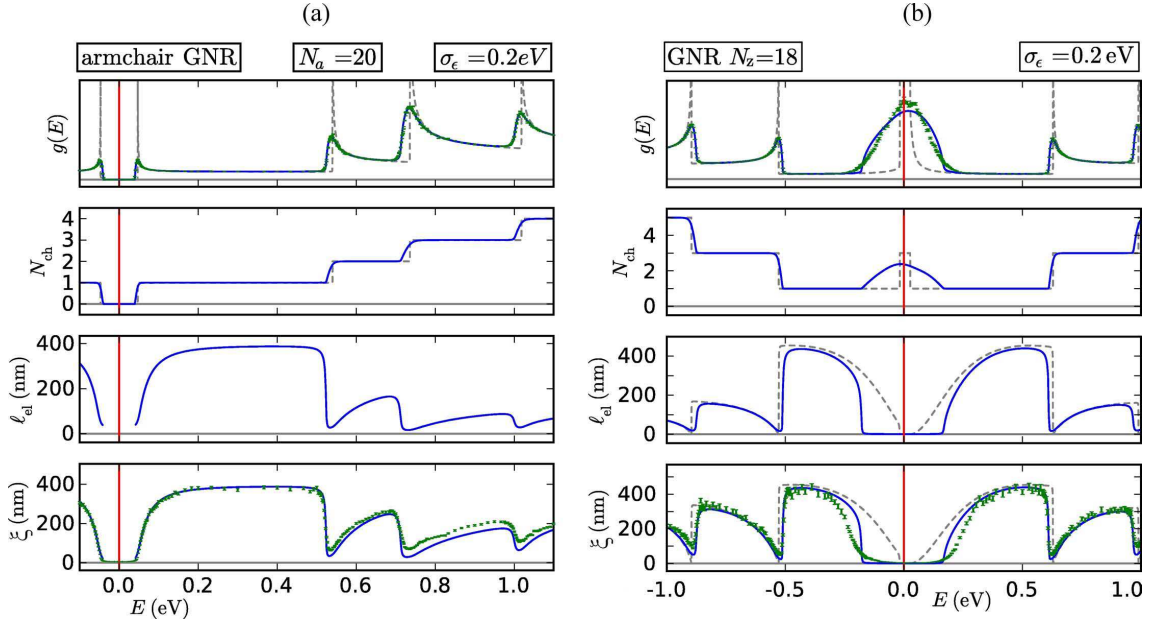 (a)
armchair GNR
N_a =20
σ_ϵ =0.2eV
g(E)
4
3
2
1
0
N_ch
400
200
0
ℓ_el (nm)
400
200
0
ξ (nm)
0.0 0.2 0.4 0.6 0.8 1.0
E (eV)
(b)
GNR N_z=18
σ_ϵ =0.2 eV
g(E)
4
2
0
N_ch
400
200
0
ℓ_el (nm)
400
200
0
ξ (nm)
-1.0 -0.5 0.0 0.5 1.0
E (eV)